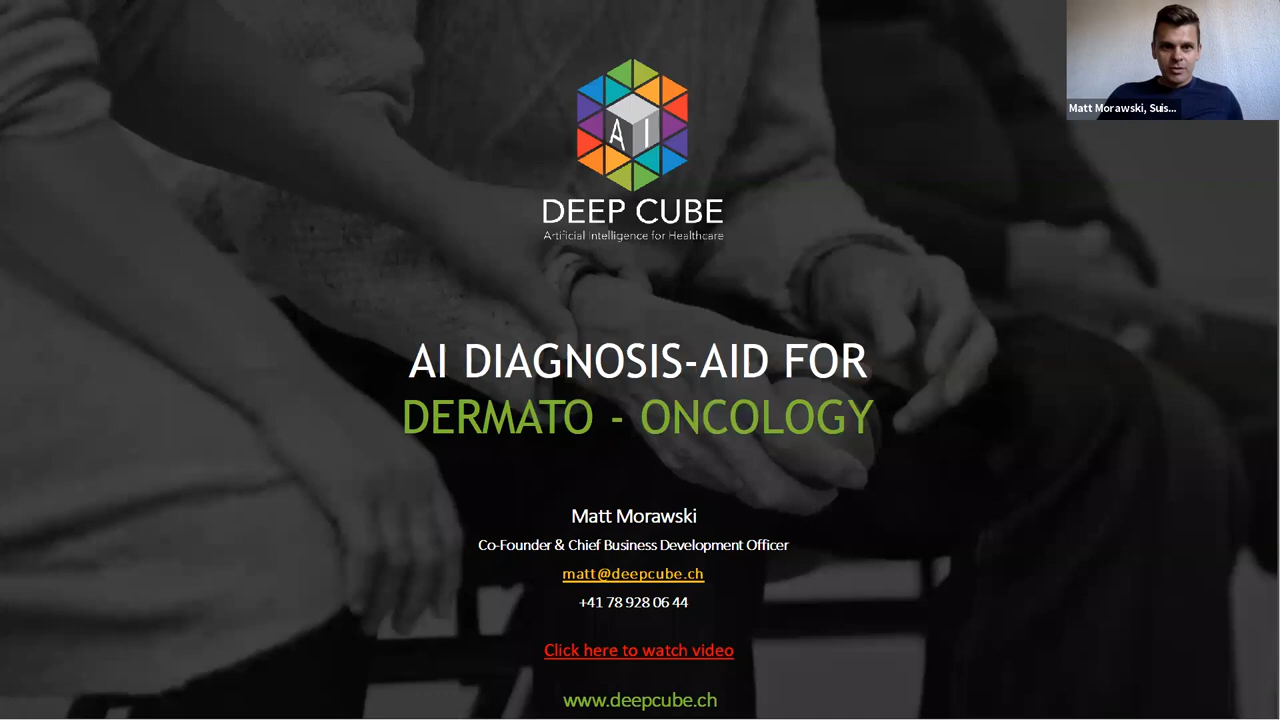 AI
DEEP CUBE
Artificial Intelligence for Healthcare
Matt Morawski, Suis...
AI DIAGNOSIS-AID FOR
DERMATO - ONCOLOGY
Matt Morawski
Co-Founder & Chief Business Development Officer
matt@deepcube.ch
+41 78 928 06 44
Click here to watch video
www.deepcube.ch